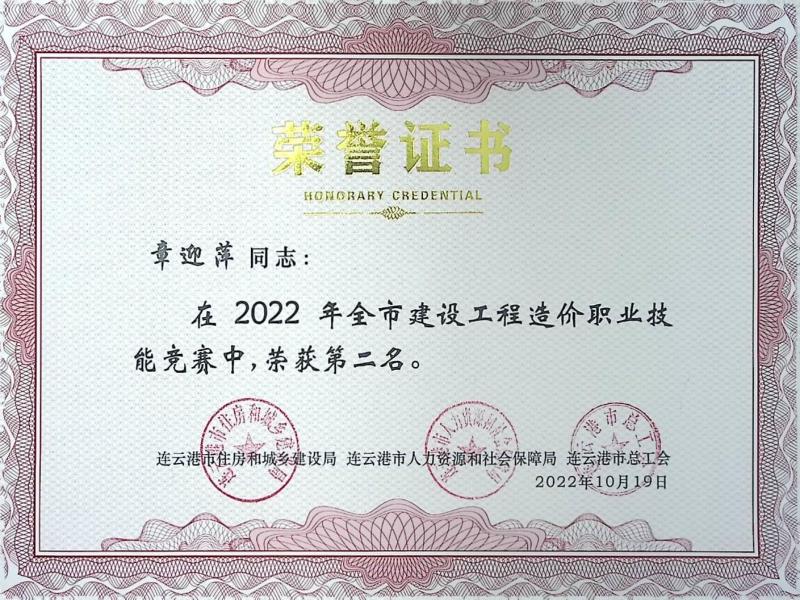 荣誉证书
HONORARY CREDENTIAL
章迎萍 同志：
在 2022 年全市建设工程造价职业技
能竞赛中，荣获第二名。
连云港市住房和城乡建设局 连云港市人力资源和社会保障局 连云港市总工会
2022年10月19日